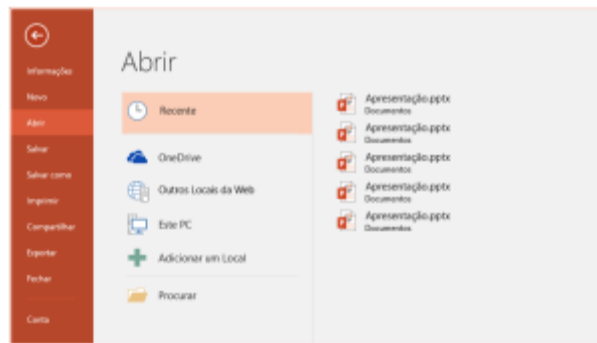 Informações
Novo
Abrir
Salvar
Salvar como
Imprimir
Compartilhar
Exportar
Fechar
Conta
Abrir
Recente
OneDrive
Outros Locais da Web
Este PC
Adicionar um Local
Procurar
Apresentação.pptx
Documentos
Apresentação.pptx
Documentos
Apresentação.pptx
Documentos
Apresentação.pptx
Documentos
Apresentação.pptx
Documentos